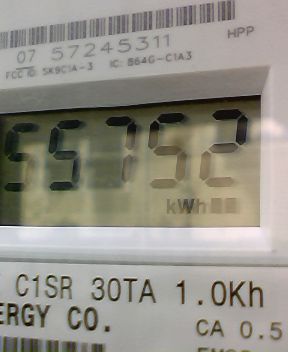 HPP
07 57245311
FCC ID: SK9C1A-3 IC: 864G-C1A3
55752
kWh
C1SR 30TA 1.0Kh
ERGY CO.
CA 0.5